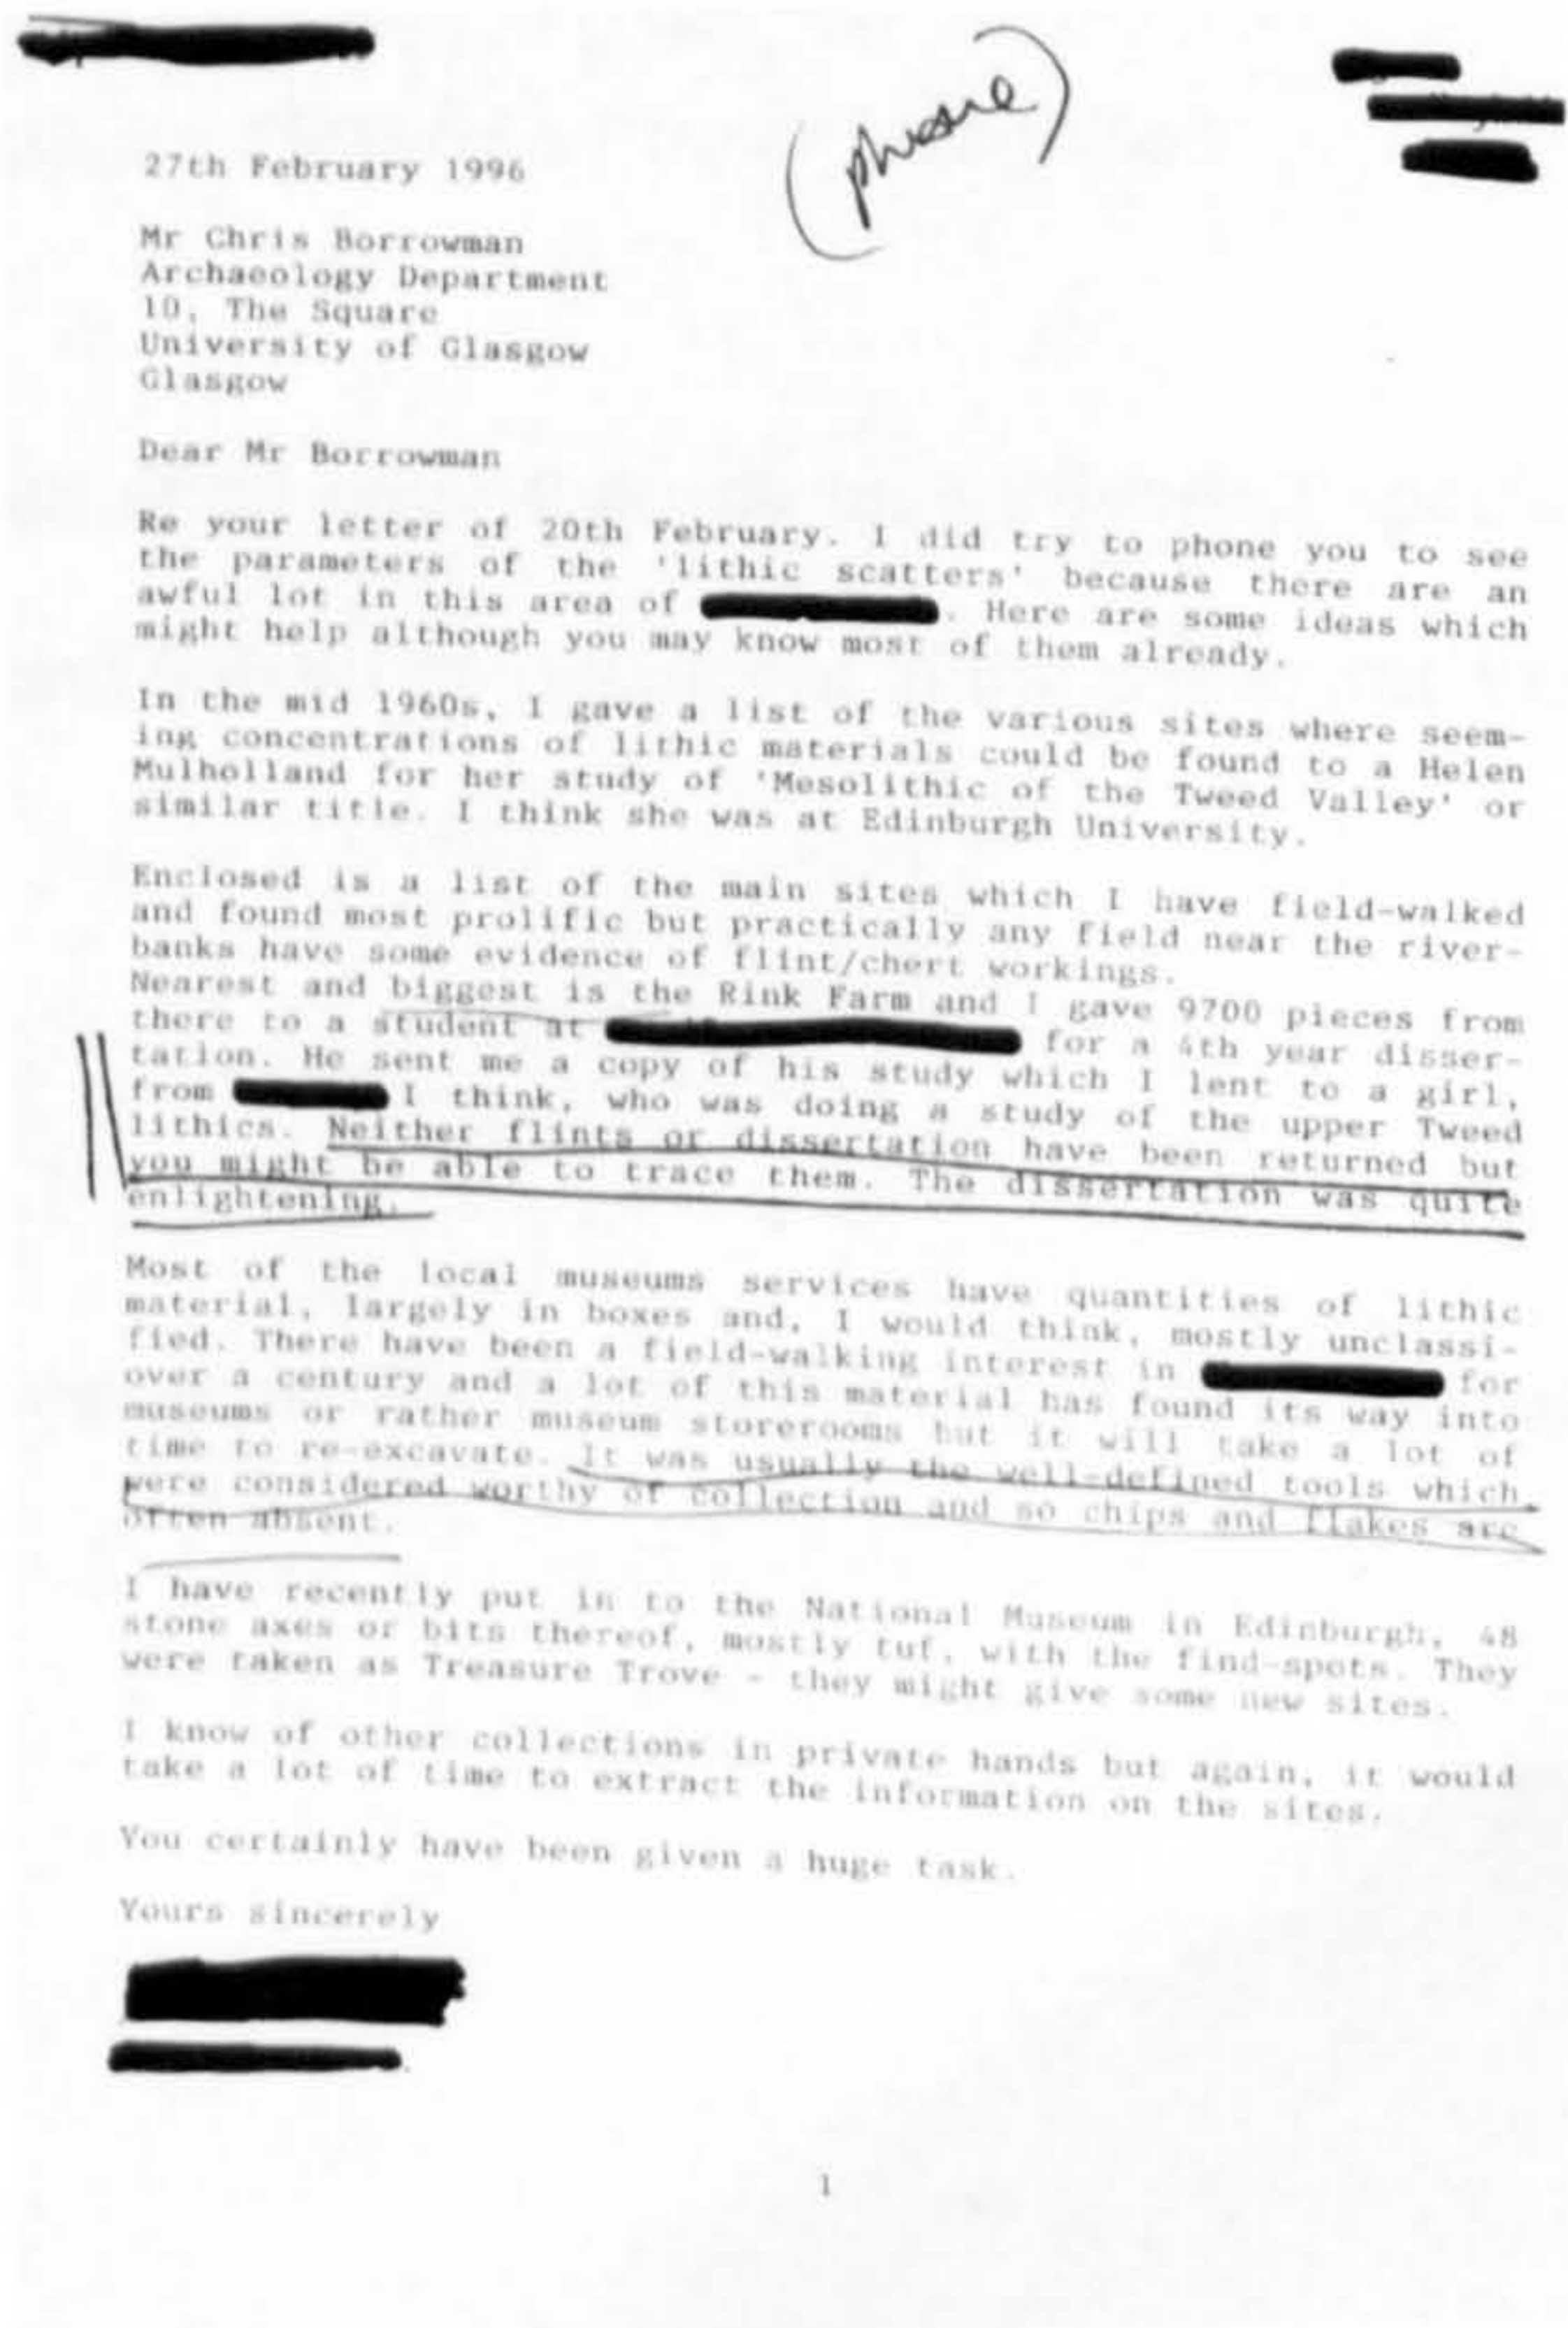 (phone)
27th February 1996
Mr Chris Borrowman
Archaeology Department
10, The Square
University of Glasgow
Glasgow
Dear Mr Borrowman
Re your letter of 20th February. I did try to phone you to see
the parameters of the 'lithic scatters' because there are an
awful lot in this area of . Here are some ideas which
might help although you may know most of them already.
In the mid 1960s, I gave a list of the various sites where seem-
ing concentrations of lithic materials could be found to a Helen
Mulholland for her study of 'Mesolithic of the Tweed Valley' or
similar title. I think she was at Edinburgh University.
Enclosed is a list of the main sites which I have field-walked
and found most prolific but practically any field near the river-
banks have some evidence of flint/chert workings.
Nearest and biggest is the Rink Farm and I gave 9700 pieces from
there to a student at for a 4th year disser-
tation. He sent me a copy of his study which I lent to a girl,
from I think, who was doing a study of the upper Tweed
lithics. Neither flints or dissertation have been returned but
you might be able to trace them. The dissertation was quite
enlightening.
Most of the local museums services have quantities of lithic
material, largely in boxes and, I would think, mostly unclassi-
fied. There have been a field-walking interest in for
over a century and a lot of this material has found its way into
museums or rather museum storerooms but it will take a lot of
time to re-excavate. It was usually the well-defined tools which
were considered worthy of collection and so chips and flakes are
often absent.
I have recently put in to the National Museum in Edinburgh, 48
stone axes or bits thereof, mostly tuf, with the find-spots. They
were taken as Treasure Trove - they might give some new sites.
I know of other collections in private hands but again, it would
take a lot of time to extract the information on the sites.
You certainly have been given a huge task.
Yours sincerely
1